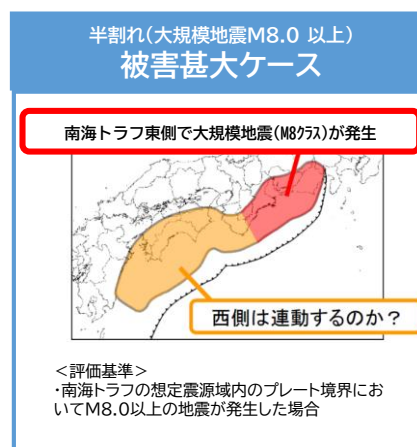 半割れ(大規模地震M8.0 以上)
被害甚大ケース
南海トラフ東側で大規模地震(M8ｸﾗｽ)が発生
西側は連動するのか？
＜評価基準＞
・南海トラフの想定震源域内のプレート境界にお
いてM8.0以上の地震が発生した場合